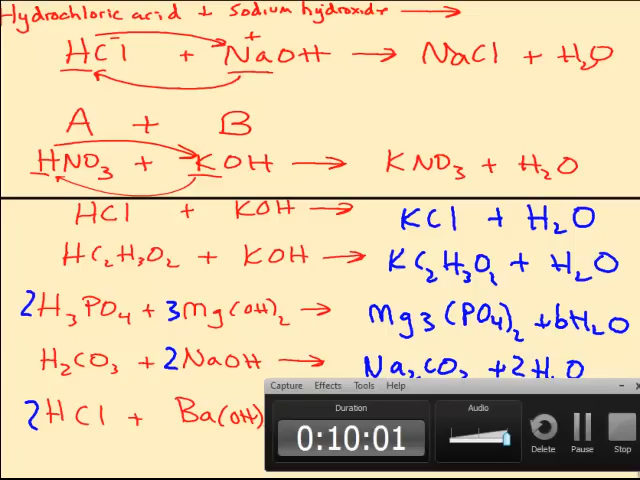 Hydrochloric acid + sodium hydroxide →
HCl⁻ + Na⁺OH → NaCl + H₂O
A + B
HNO₃ + KOH → KNO₃ + H₂O
HCl + KOH → KCl + H₂O
HC₂H₃O₂ + KOH → KC₂H₃O₂ + H₂O
2H₃PO₄ + 3Mg(OH)₂ → Mg₃(PO₄)₂ + 6H₂O
H₂CO₃ + 2NaOH → Na₂CO₃ + 2H₂O
2HCl + Ba(OH)
Capture Effects Tools Help
Duration Audio
0:10:01
Delete Pause Stop